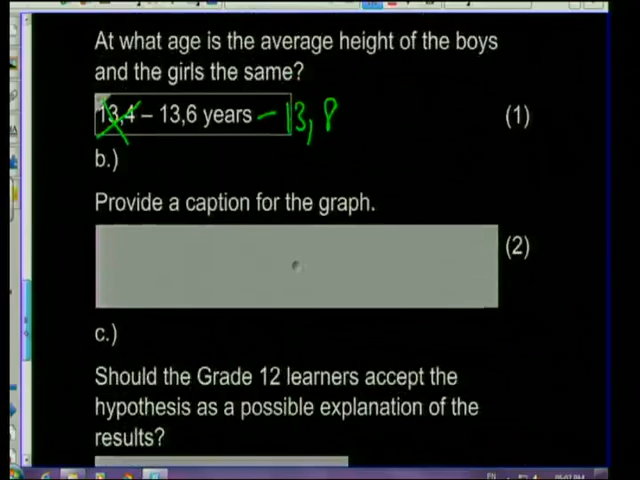 At what age is the average height of the boys
and the girls the same?
13,4 – 13,6 years – 13, 8
(1)
b.)
Provide a caption for the graph.
(2)
c.)
Should the Grade 12 learners accept the
hypothesis as a possible explanation of the
results?